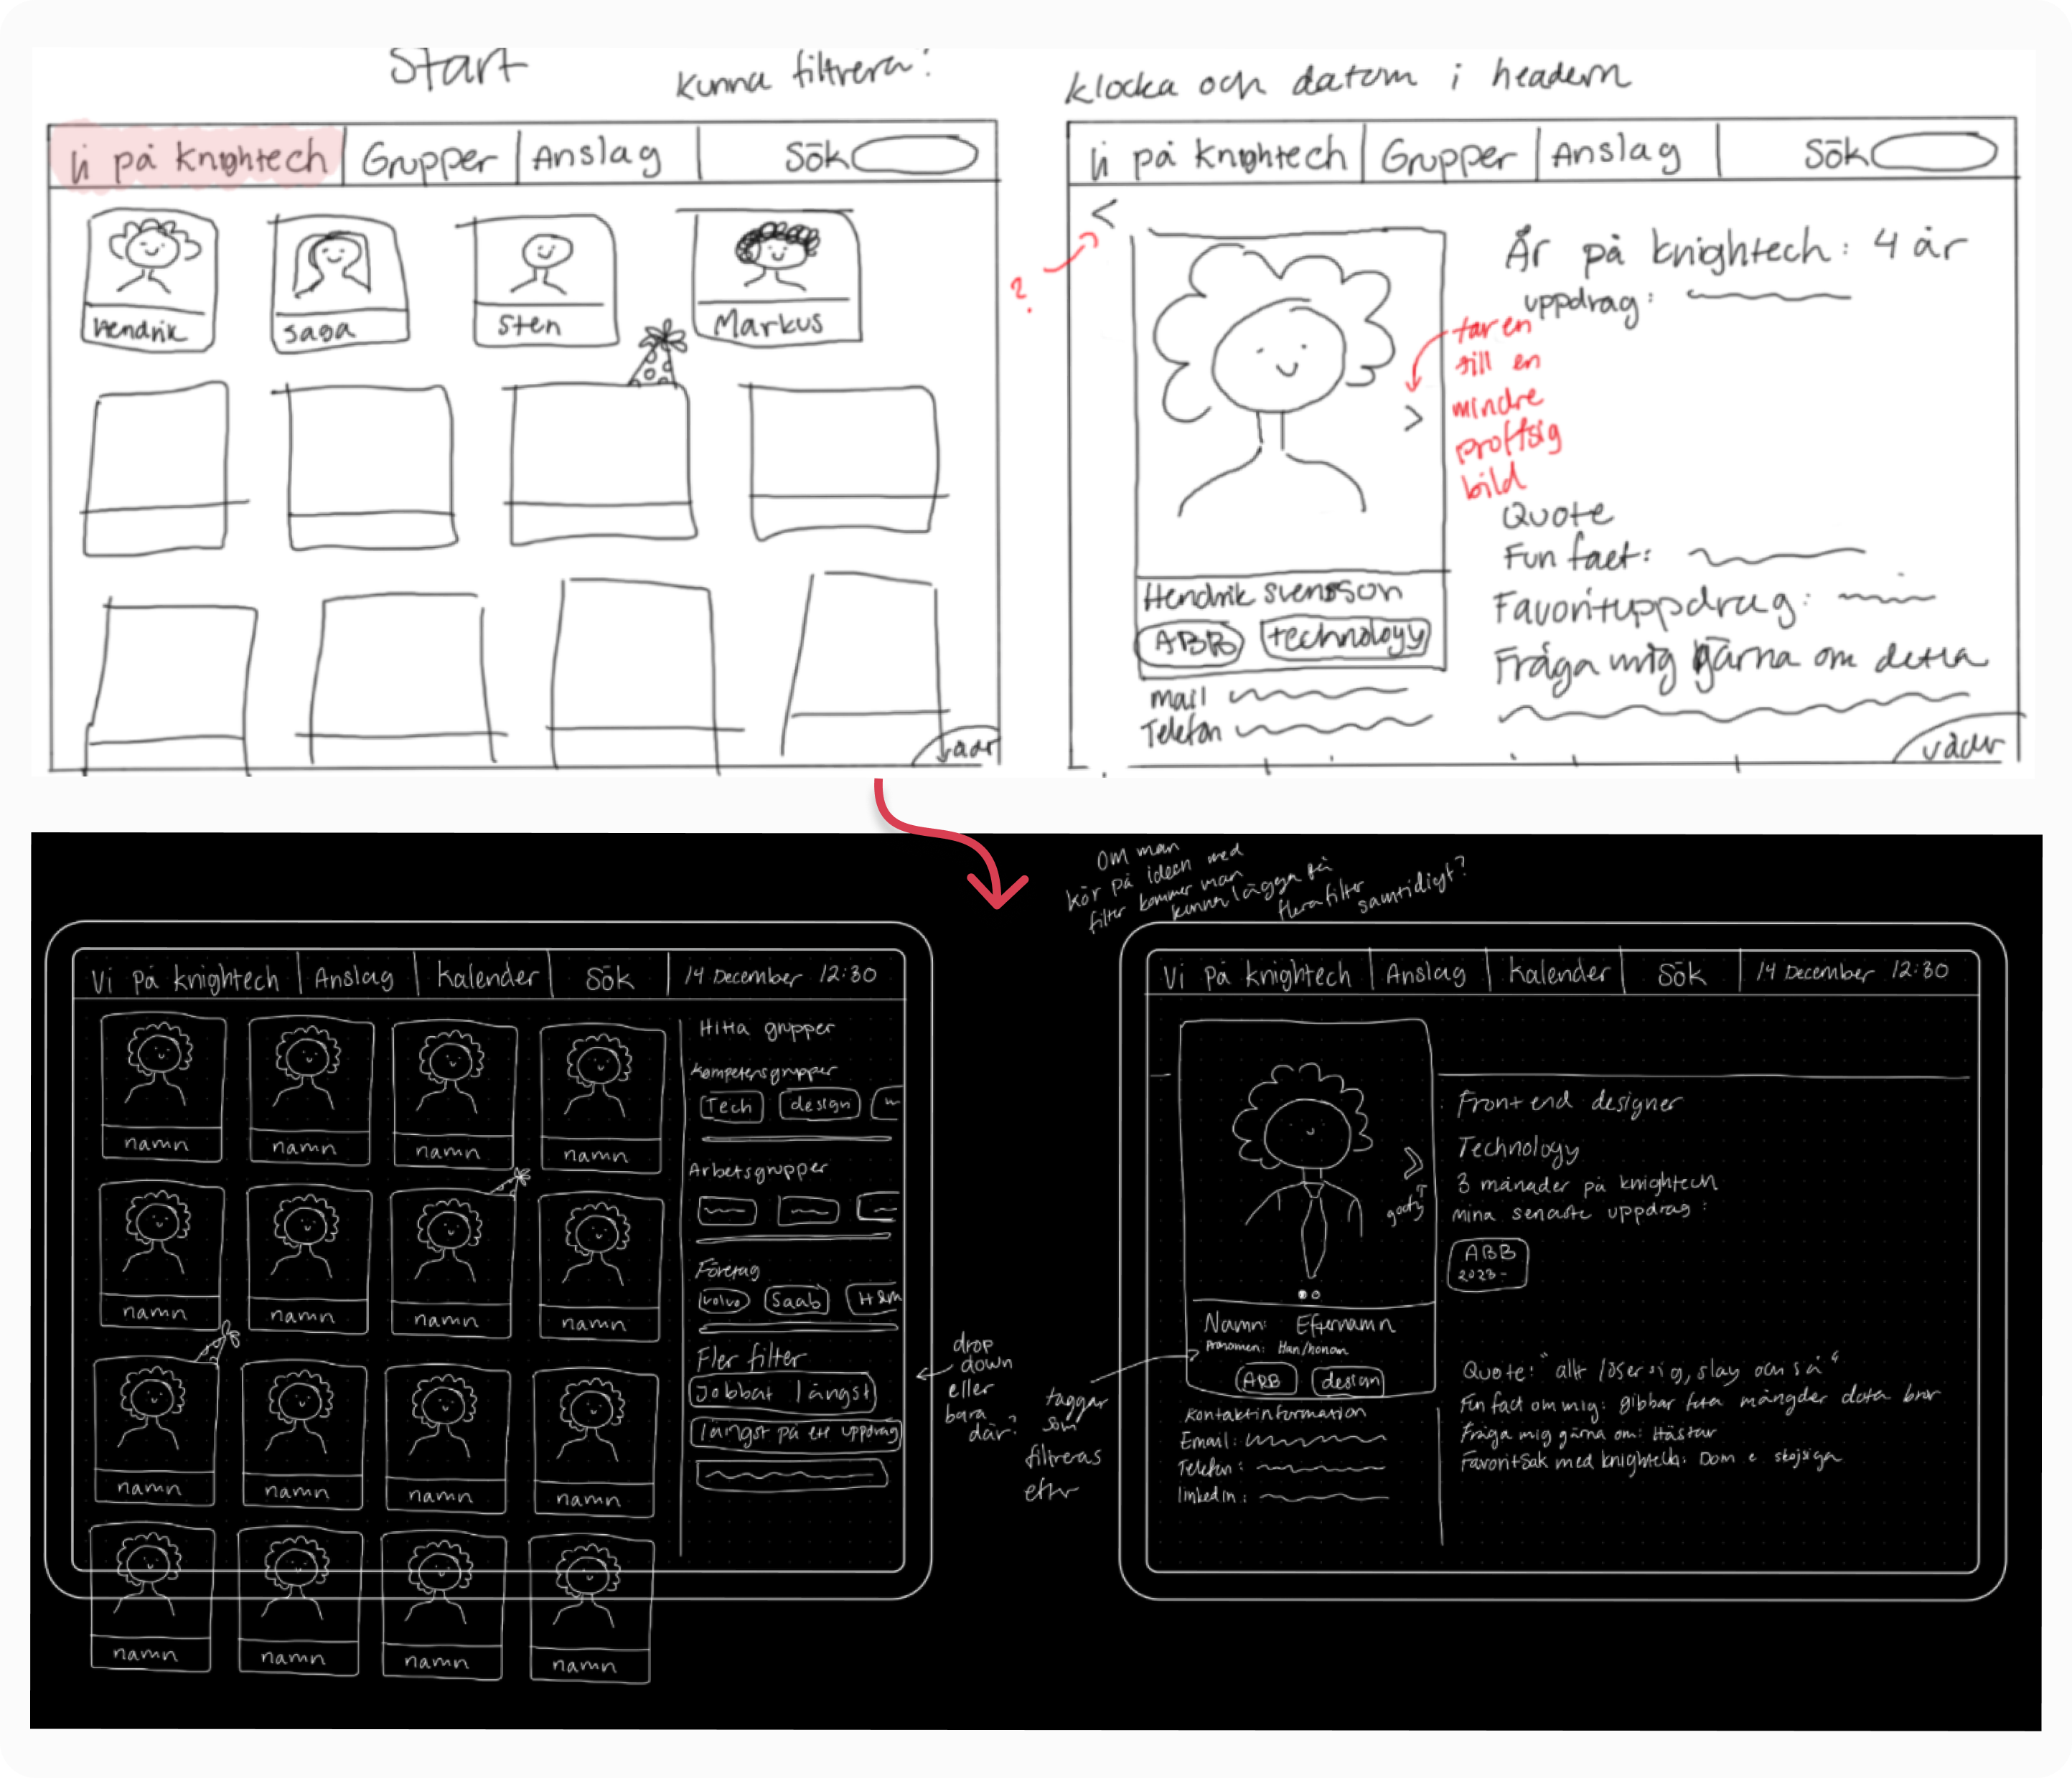 Start
kunna filtrera?
Vi på knightech Grupper Anslag Sök
Hendrik saga Sten Markus
väder
klocka och datom i headern
Vi på knightech Grupper Anslag Sök
<
?
År på knightech: 4 år
uppdrag:
tar en
till en
mindre
proffsig
bild
>
Quote
Fun fact:
Favorituppdrag:
Fråga mig gärna om detta
Hendrik svensson
ABB technology
mail
Telefon
väder
Om man
kör på ideen med
filter kommer man
kunna lägga på
flera filter samtidigt?
Vi På knightech Anslag Kalender Sök 14 December 12:30
namn namn namn namn
namn namn namn namn
namn namn namn namn
namn namn namn namn
Hitta grupper
Kompetensgrupper
Tech design
Arbetsgrupper
Företag
Volvo Saab H&M
Fler filter
Jobbat längst
längst på ett uppdrag
drop
down
eller
bara
där?
taggar
som
filtreras
efter
Vi På knightech Anslag Kalender Sök 14 December 12:30
Namn: Efternamn
Pronomen: Han/honom
ABB design
Kontaktinformation
Email:
Telefon:
linkedin:
Front end designer
Technology
3 månader på knightech
Mina senaste uppdrag:
ABB
2023-
Quote: "allt löser sig, slay och så"
Fun fact om mig: gibbar feta mängder data bror
Fråga mig gärna om: Hästar
Favoritsak med knightech: Dom e skojsiga